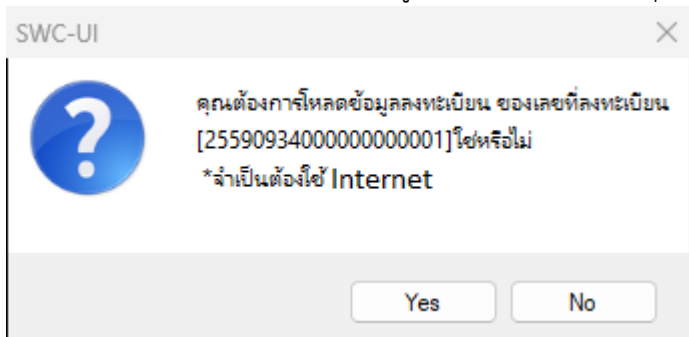 SWC-UI
คุณต้องการโหลดข้อมูลลงทะเบียน ของเลขที่ลงทะเบียน
[25590934000000000001]ใช่หรือไม่
*จำเป็นต้องใช้ Internet
Yes
No